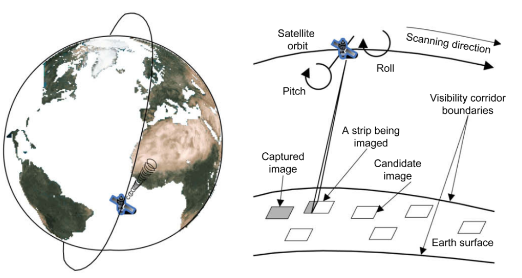 Satellite
orbit
Scanning direction
Roll
Pitch
Visibility corridor
boundaries
A strip being
imaged
Captured
image
Candidate
image
Earth surface